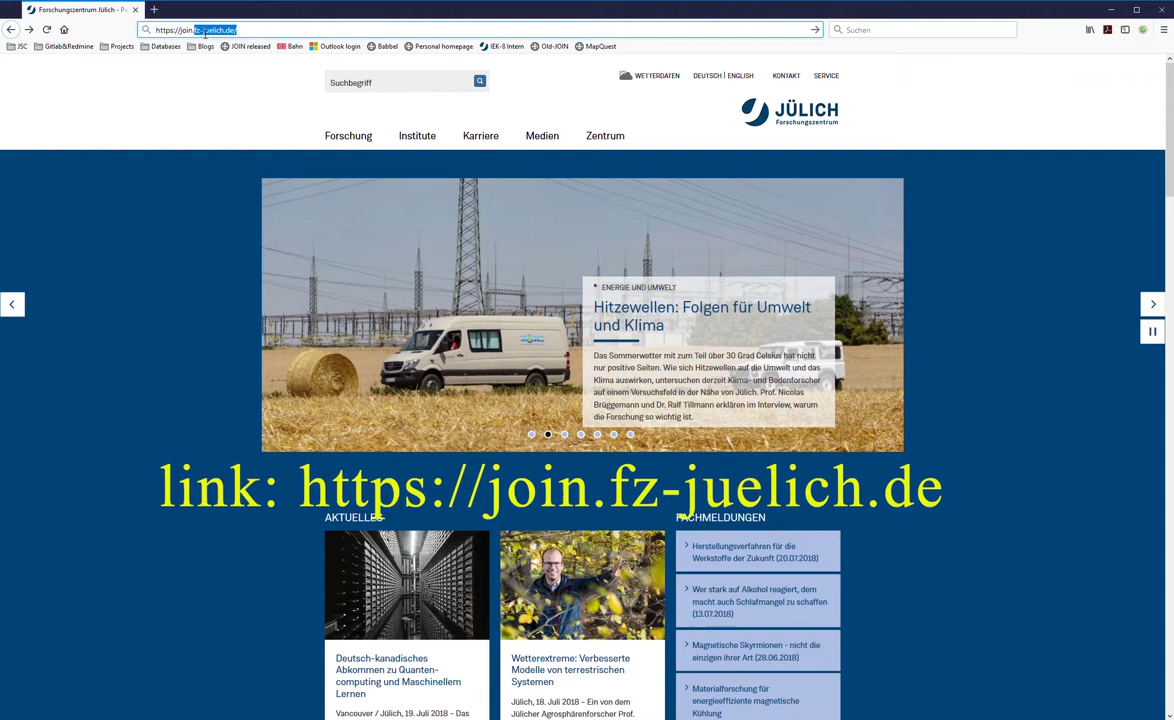 Forschungszentrum Jülich - Po
https://join.fz-juelich.de/
Suchen
JSC
Gitlab&Redmine
Projects
Databases
Blogs
JOIN released
Bahn
Outlook login
Babbel
Personal homepage
IEK-8 Intern
Old-JOIN
MapQuest
Suchbegriff
WETTERDATEN
DEUTSCH | ENGLISH
KONTAKT
SERVICE
JÜLICH
Forschungszentrum
Forschung
Institute
Karriere
Medien
Zentrum
ENERGIE UND UMWELT
Hitzewellen: Folgen für Umwelt
und Klima
Das Sommerwetter mit zum Teil über 30 Grad Celsius hat nicht
nur positive Seiten. Wie sich Hitzewellen auf die Umwelt und das
Klima auswirken, untersuchen derzeit Klima- und Bodenforscher
auf einem Versuchsfeld in der Nähe von Jülich. Prof. Nicolas
Brüggemann und Dr. Ralf Tillmann erklären im Interview, warum
die Forschung so wichtig ist.
link: https://join.fz-juelich.de
AKTUELLES
Deutsch-kanadisches
Abkommen zu Quanten-
computing und Maschinellem
Lernen
Vancouver / Jülich, 19. Juli 2018 – Das
Wetterextreme: Verbesserte
Modelle von terrestrischen
Systemen
Jülich, 18. Juli 2018 – Ein von dem
Jülicher Agrosphärenforscher Prof.
FACHMELDUNGEN
Herstellungsverfahren für die
Werkstoffe der Zukunft (20.07.2018)
Wer stark auf Alkohol reagiert, dem
macht auch Schlafmangel zu schaffen
(13.07.2018)
Magnetische Skyrmionen - nicht die
einzigen ihrer Art (28.06.2018)
Materialforschung für
energieeffiziente magnetische
Kühlung